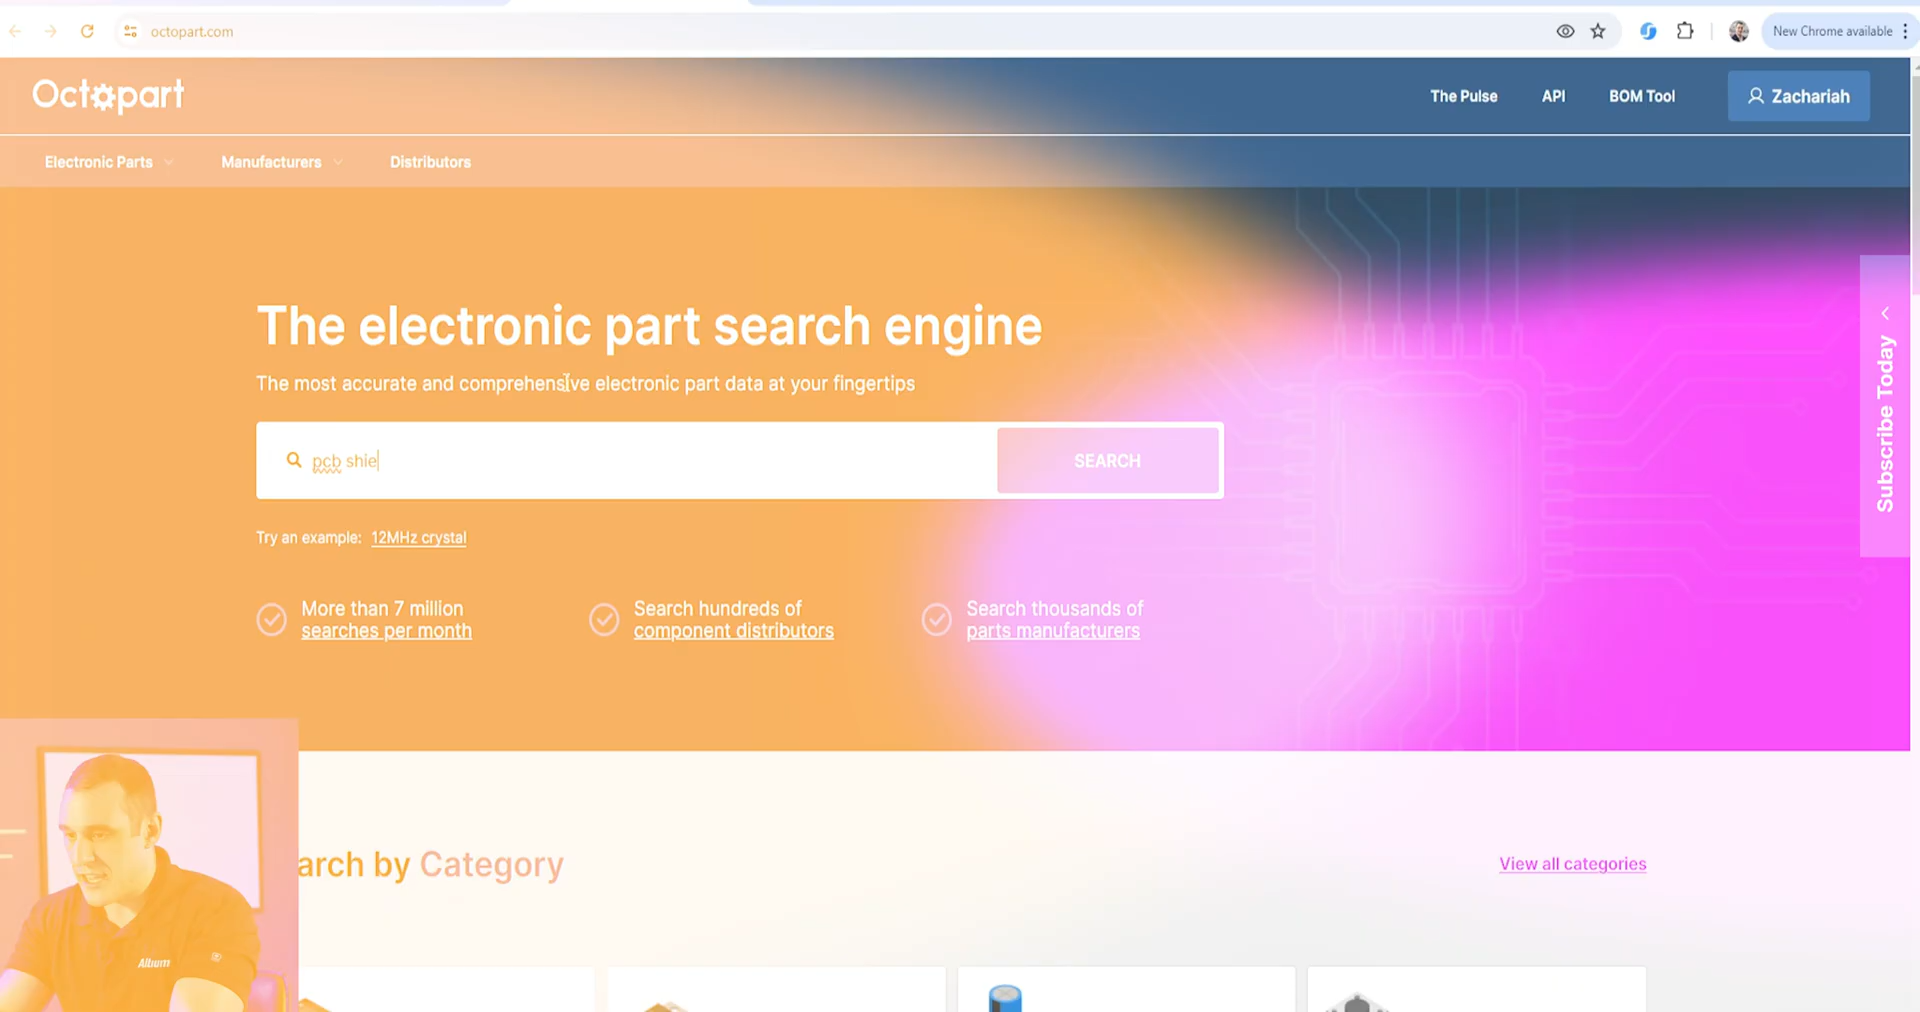 octopart.com
New Chrome available
Octopart
The Pulse
API
BOM Tool
Zachariah
Electronic Parts
Manufacturers
Distributors
The electronic part search engine
The most accurate and comprehensive electronic part data at your fingertips
pcb shie
SEARCH
Try an example: 12MHz crystal
More than 7 million
searches per month
Search hundreds of
component distributors
Search thousands of
parts manufacturers
Subscribe Today
arch by Category
View all categories
Altium